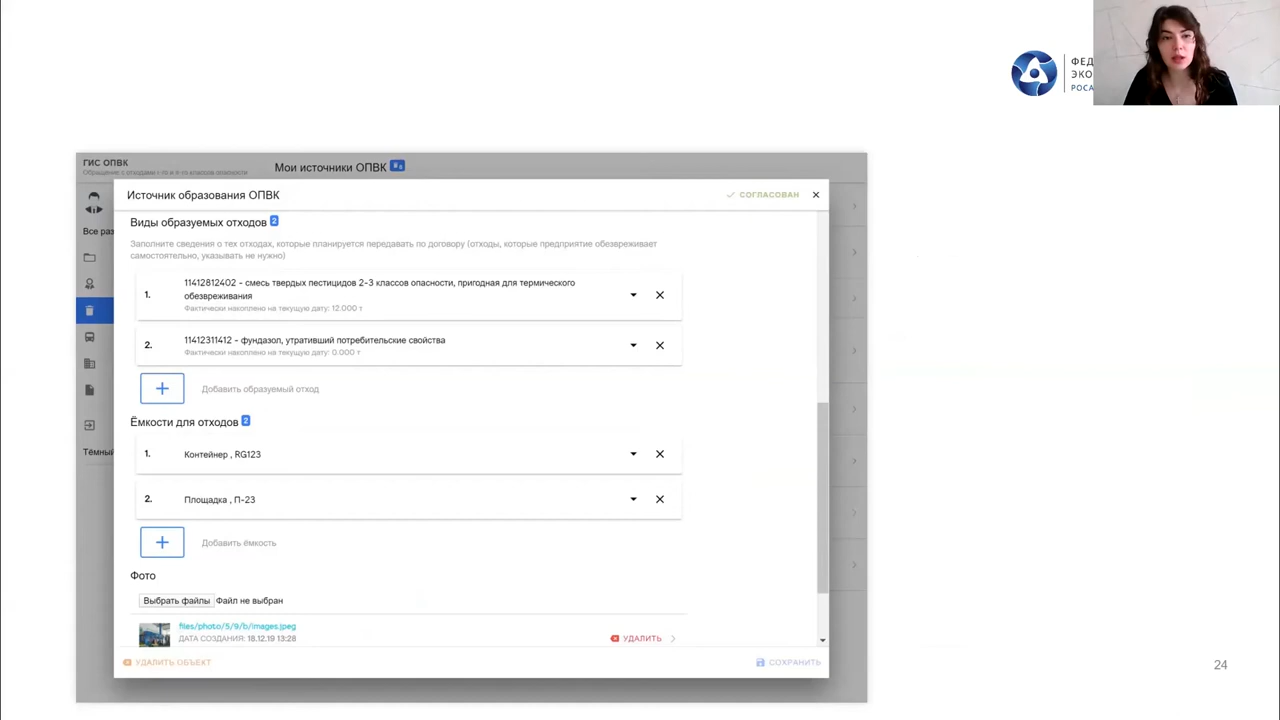 ФЕД
ЭКО
РОСА
ГИС ОПВК
Обращение с отходами I-го и II-го классов опасности
Мои источники ОПВК
Источник образования ОПВК
СОГЛАСОВАН
Все раз
Виды образуемых отходов 2
Заполните сведения о тех отходах, которые планируется передавать по договору (отходы, которые предприятие обезвреживает
самостоятельно, указывать не нужно)
1.
11412812402 - смесь твердых пестицидов 2-3 классов опасности, пригодная для термического
обезвреживания
Фактически накоплено на текущую дату: 12.000 т
2.
11412311412 - фундазол, утративший потребительские свойства
Фактически накоплено на текущую дату: 0.000 т
Добавить образуемый отход
Ёмкости для отходов 2
1. Контейнер , RG123
Тёмный
2. Площадка , П-23
Добавить ёмкость
Фото
Выбрать файлы Файл не выбран
files/photo/5/9/b/images.jpeg
ДАТА СОЗДАНИЯ: 18.12.19 13:28
УДАЛИТЬ
УДАЛИТЬ ОБЪЕКТ
СОХРАНИТЬ
24